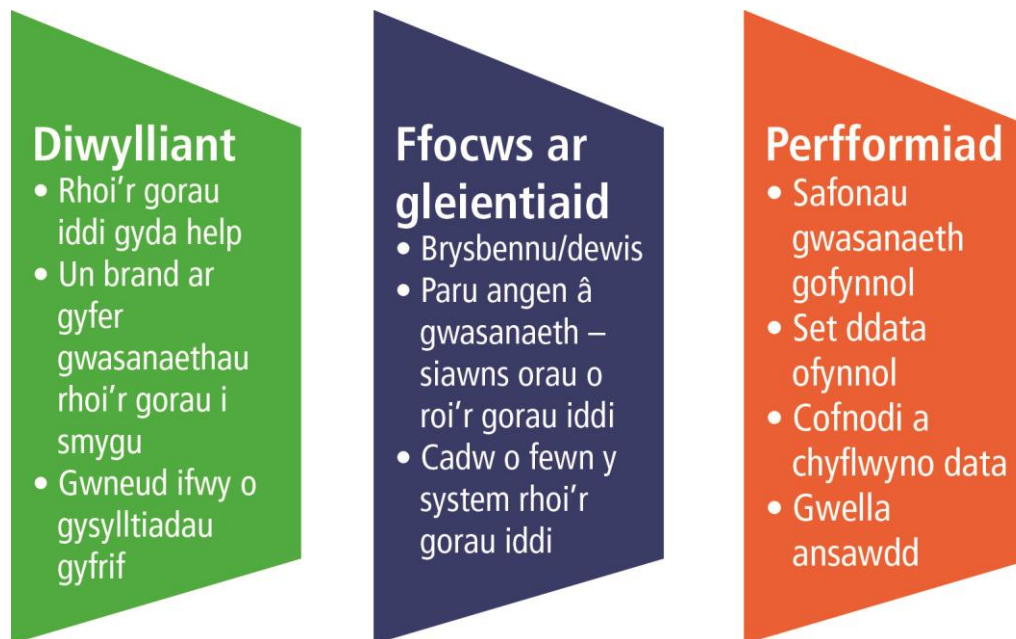 Diwylliant
• Rhoi'r gorau
iddi gyda help
• Un brand ar
gyfer
gwasanaethau
rhoi'r gorau i
smygu
• Gwneud ifwy o
gysylltiadau
gyfrif
Ffocws ar
gleientiaid
• Brysbennu/dewis
• Paru angen â
gwasanaeth –
siawns orau o
roi'r gorau iddi
• Cadw o fewn y
system rhoi'r
gorau iddi
Perfformiad
• Safonau
gwasanaeth
gofynnol
• Set ddata
ofynnol
• Cofnodi a
chyflwyno data
• Gwella
ansawdd